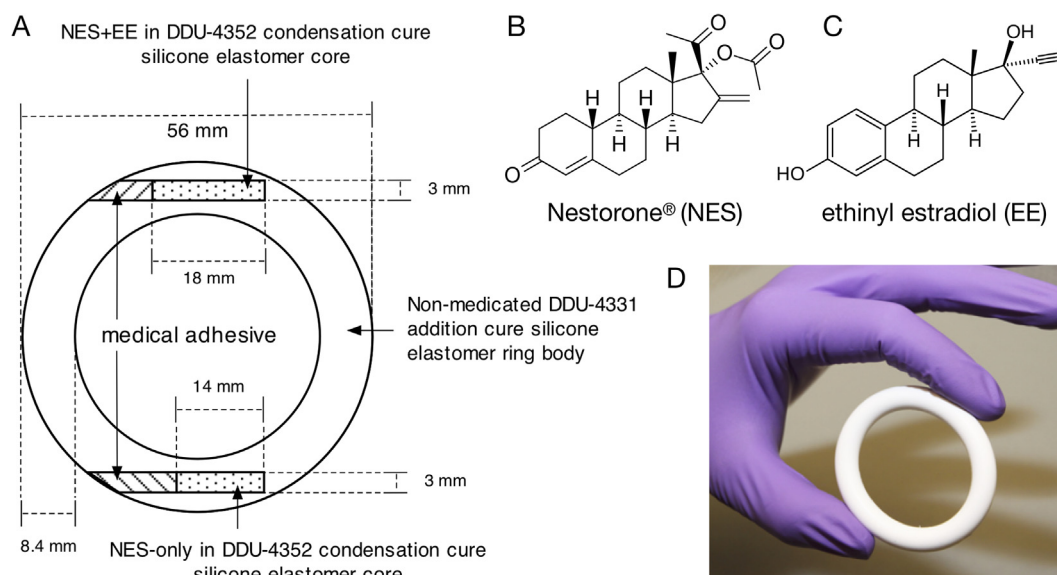 A
NES+EE in DDU-4352 condensation cure
silicone elastomer core
56 mm
3 mm
18 mm
medical adhesive
Non-medicated DDU-4331
addition cure silicone
elastomer ring body
14 mm
3 mm
8.4 mm
NES-only in DDU-4352 condensation cure
silicone elastomer core
B
O
O
O
H
H
H
H
O
Nestorone® (NES)
C
OH
H
H
H
HO
ethinyl estradiol (EE)
D